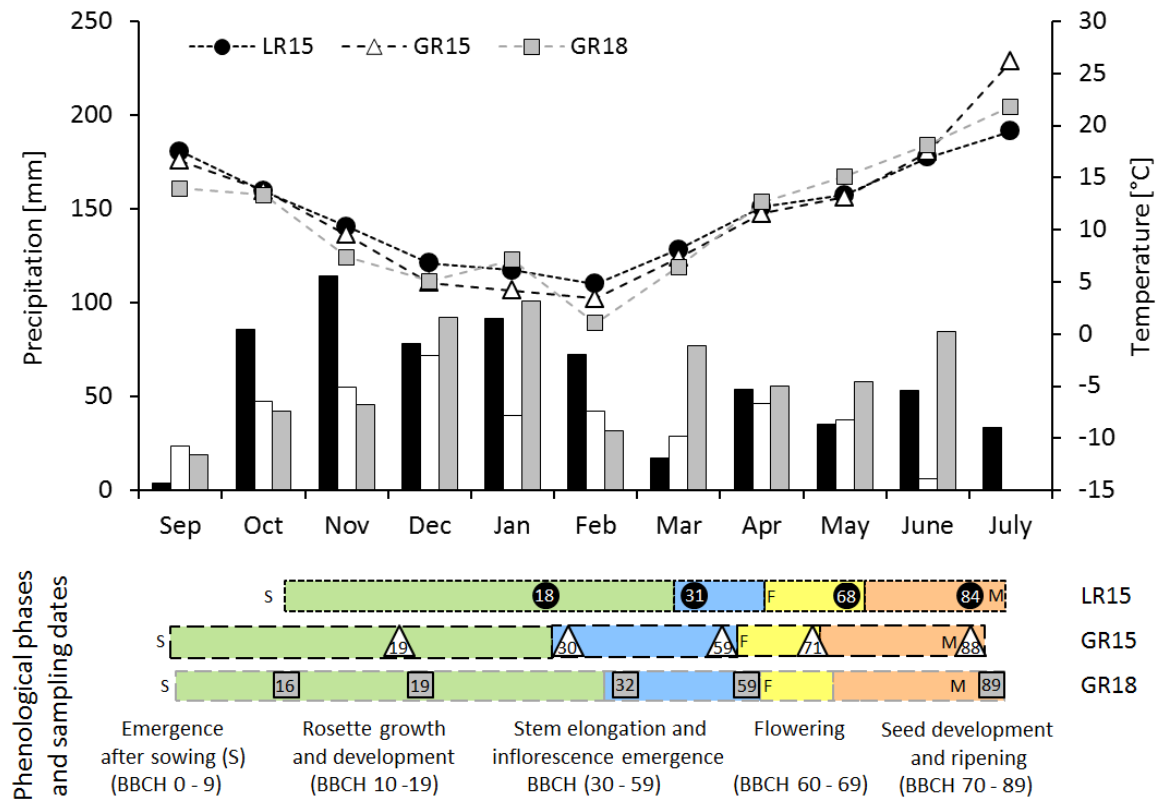 250
200
150
100
50
0
Precipitation [mm]
LR15 GR15 GR18
30
25
20
15
10
5
0
-5
-10
-15
Temperature [°C]
Sep Oct Nov Dec Jan Feb Mar Apr May June July
Phenological phases
and sampling dates
S 18 31 F 68 84 M LR15
S 19 30 59 F 71 M 88 GR15
S 16 19 32 59 F M 89 GR18
Emergence
after sowing (S)
(BBCH 0 - 9)
Rosette growth
and development
(BBCH 10 -19)
Stem elongation and
inflorescence emergence
BBCH (30 - 59)
Flowering
(BBCH 60 - 69)
Seed development
and ripening
(BBCH 70 - 89)